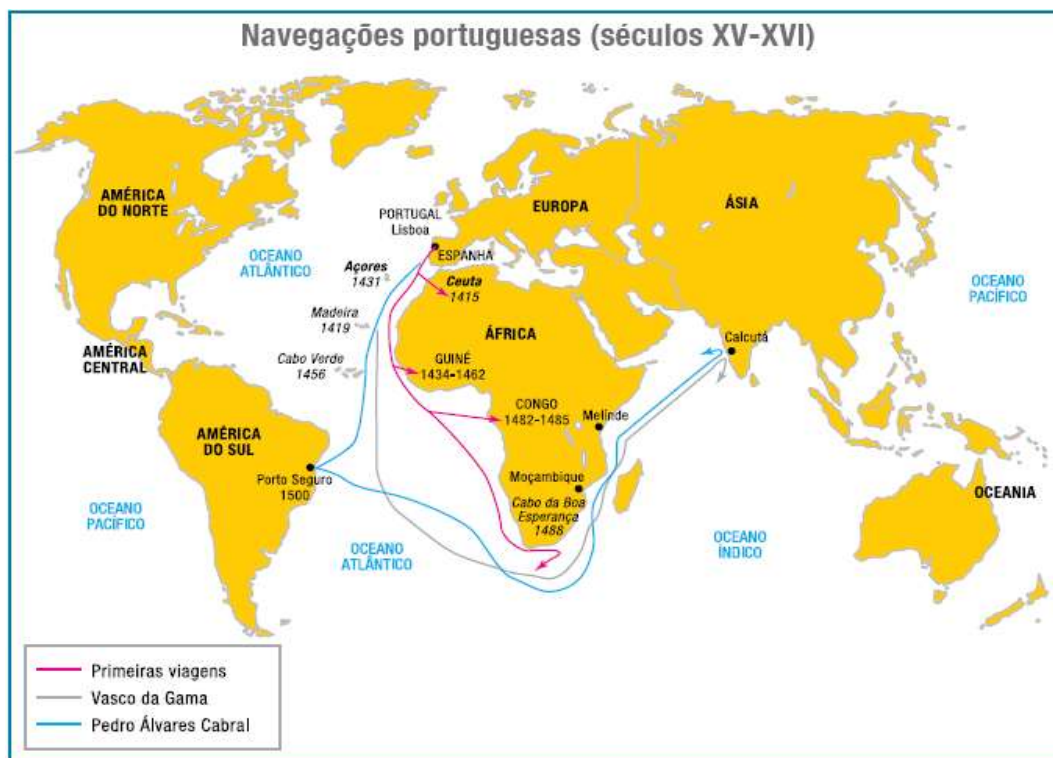 Navegações portuguesas (séculos XV-XVI)
AMÉRICA
DO NORTE
EUROPA
ÁSIA
PORTUGAL
Lisboa
ESPANHA
OCEANO
ATLÂNTICO
Açores
1431
Ceuta
1415
OCEANO
PACÍFICO
Madeira
1419
ÁFRICA
Calcutá
AMÉRICA
CENTRAL
Cabo Verde
1456
GUINÉ
1434-1462
CONGO
1482-1485
Melinde
AMÉRICA
DO SUL
Porto Seguro
1500
Moçambique
Cabo da Boa
Esperança
1488
OCEANIA
OCEANO
PACÍFICO
OCEANO
ATLÂNTICO
OCEANO
ÍNDICO
Primeiras viagens
Vasco da Gama
Pedro Álvares Cabral